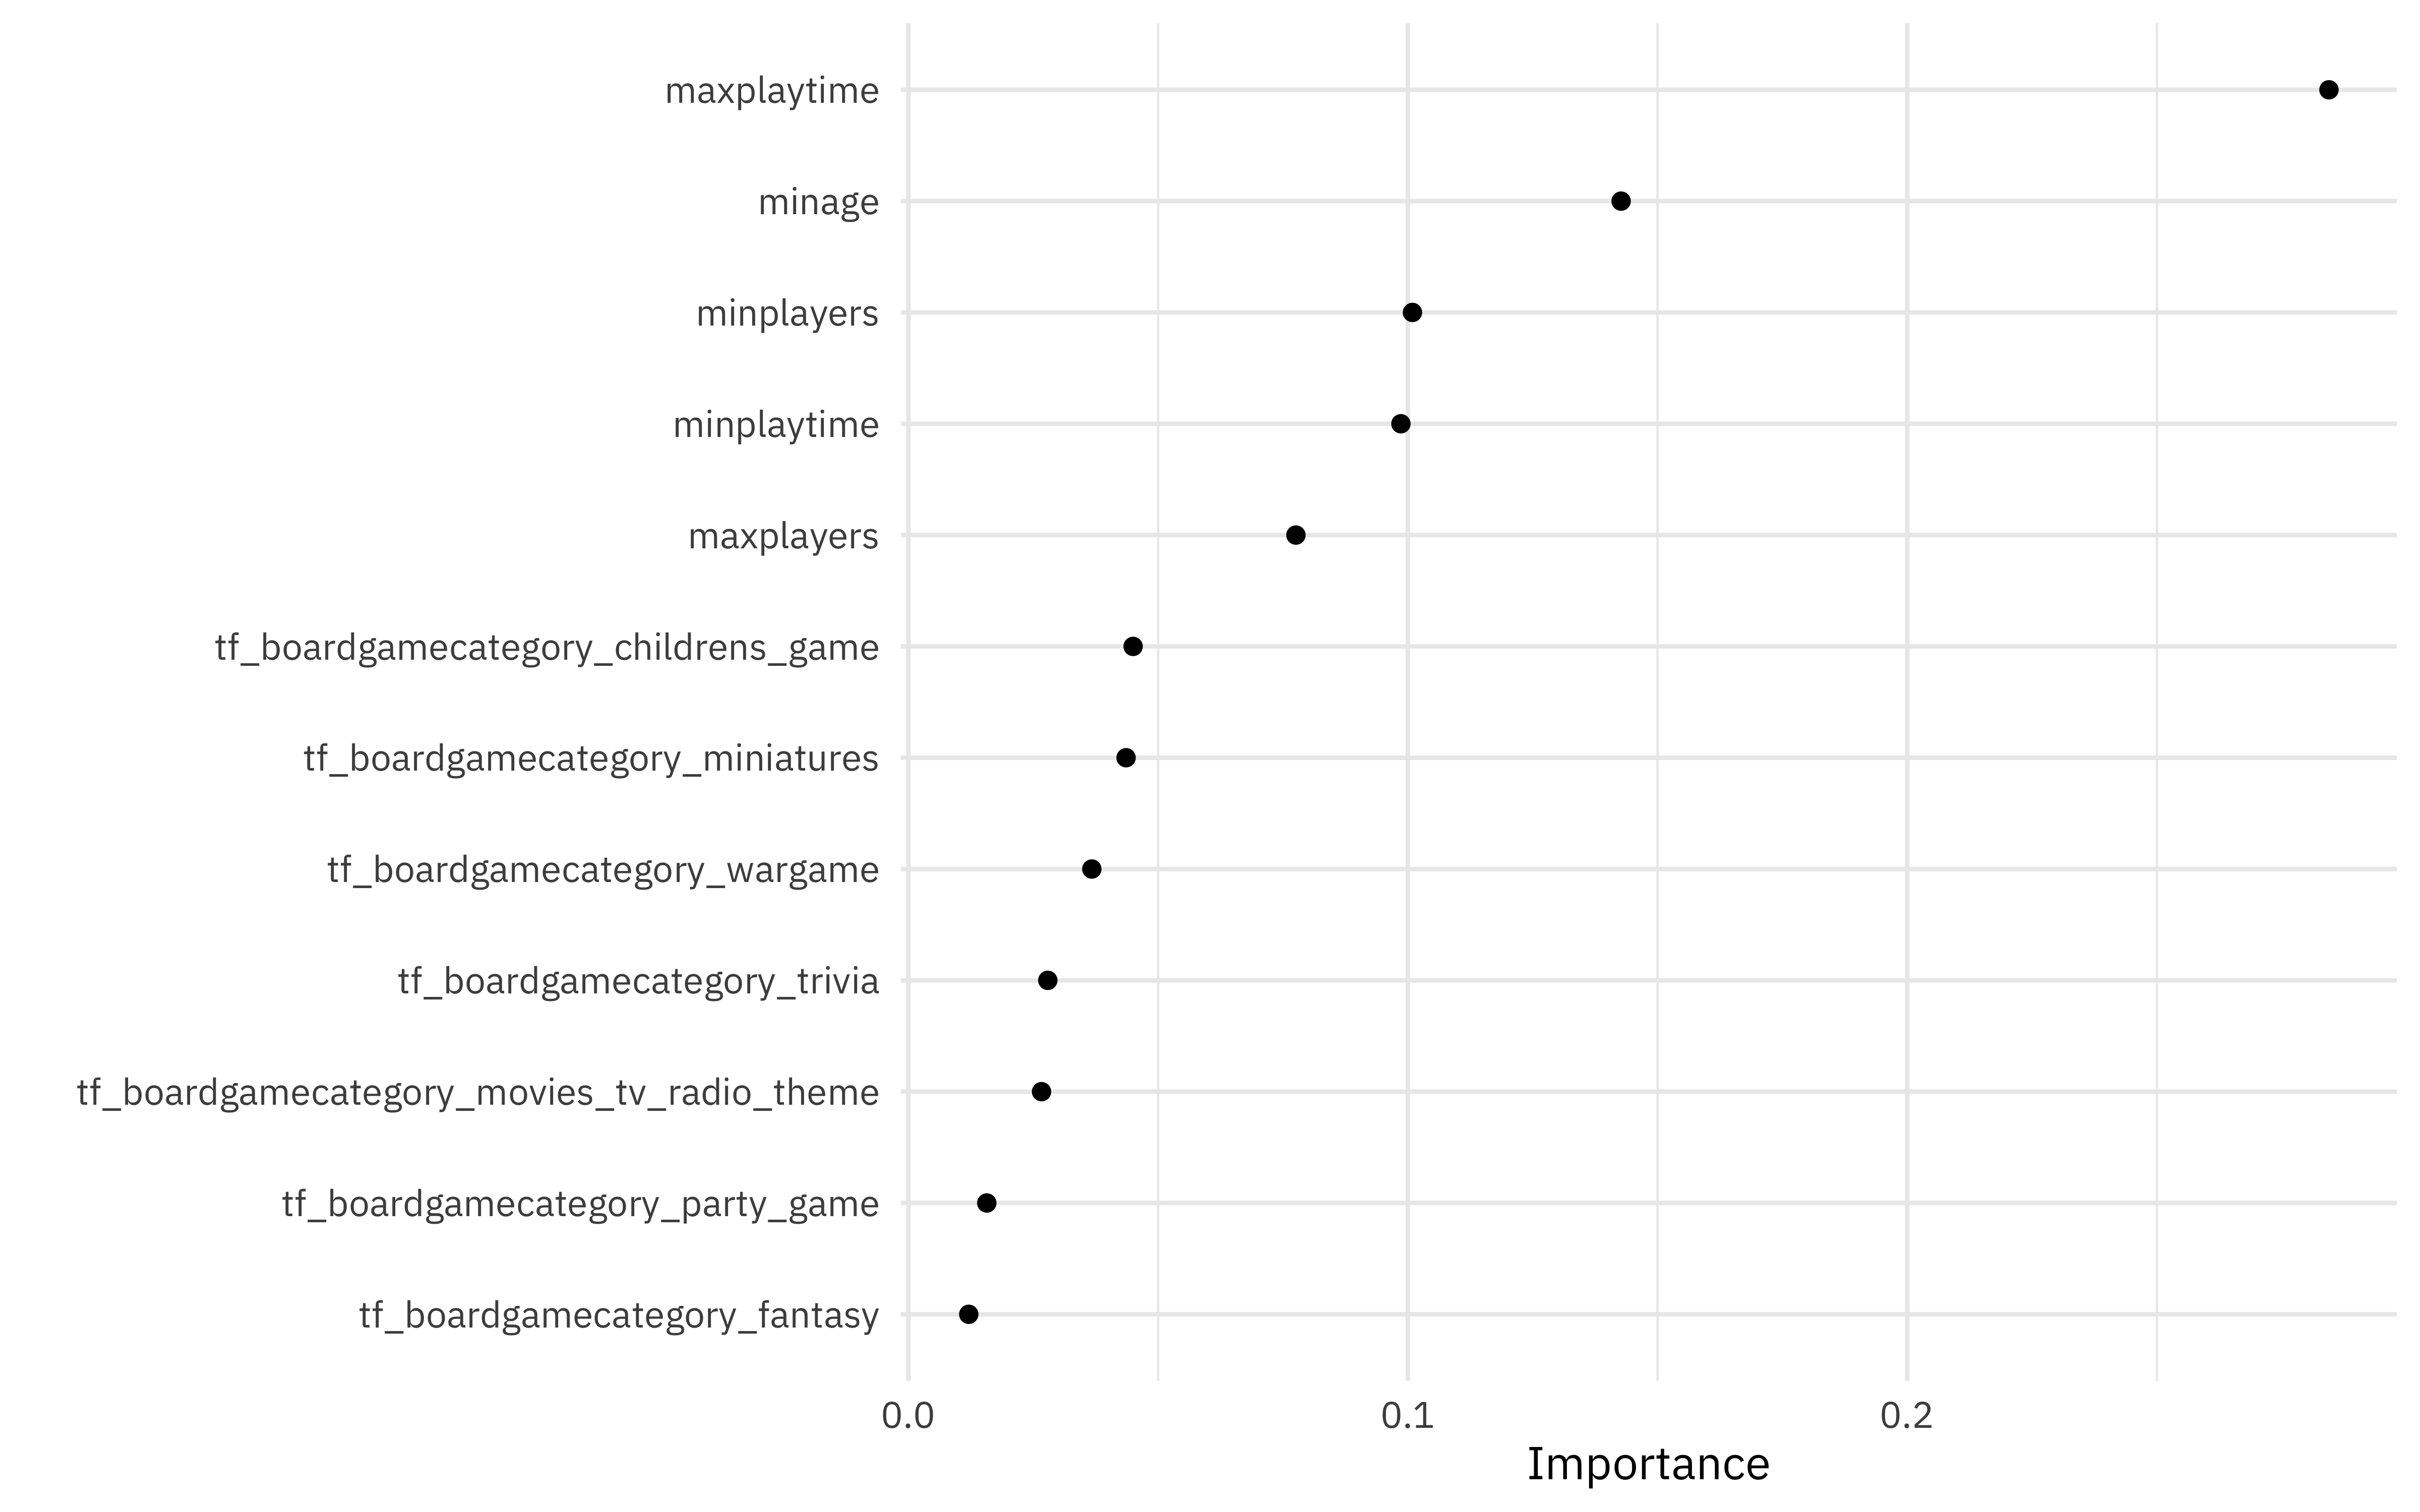 maxplaytime
minage
minplayers
minplaytime
maxplayers
tf_boardgamecategory_childrens_game
tf_boardgamecategory_miniatures
tf_boardgamecategory_wargame
tf_boardgamecategory_trivia
tf_boardgamecategory_movies_tv_radio_theme
tf_boardgamecategory_party_game
tf_boardgamecategory_fantasy
0.0 0.1 0.2
Importance